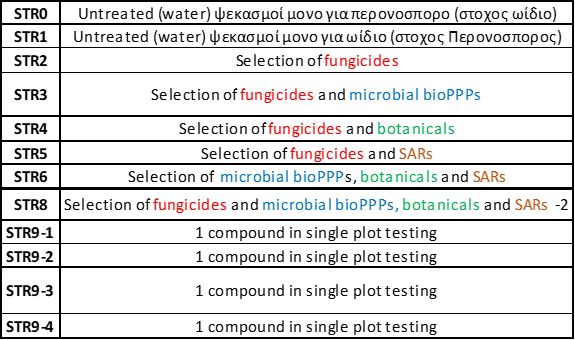 STR0 Untreated (water) ψεκασμοί μονο για περονοσπορο (στοχος ωίδιο)
STR1 Untreated (water) ψεκασμοί μονο για ωίδιο (στοχος Περονοσπορος)
STR2 Selection of fungicides
STR3 Selection of fungicides and microbial bioPPPs
STR4 Selection of fungicides and botanicals
STR5 Selection of fungicides and SARs
STR6 Selection of microbial bioPPPs, botanicals and SARs
STR8 Selection of fungicides and microbial bioPPPs, botanicals and SARs -2
STR9-1 1 compound in single plot testing
STR9-2 1 compound in single plot testing
STR9-3 1 compound in single plot testing
STR9-4 1 compound in single plot testing